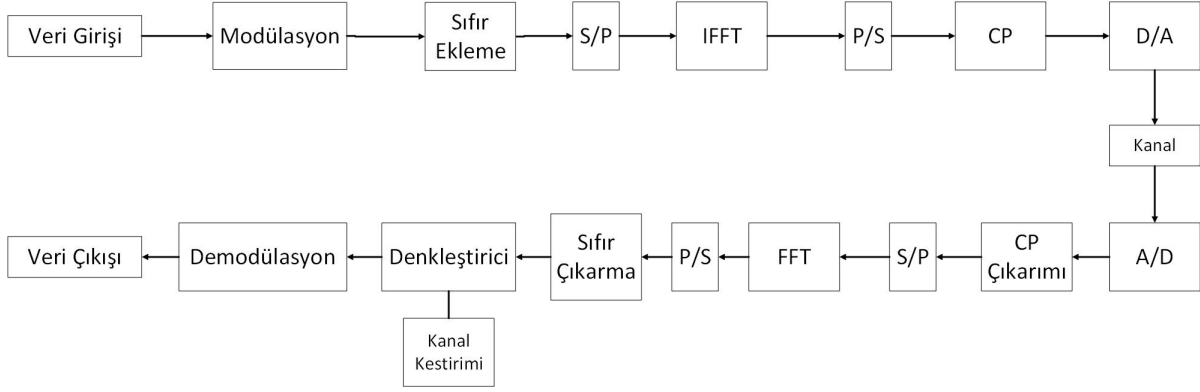 Veri Girişi
Modülasyon
Sıfır
Ekleme
S/P
IFFT
P/S
CP
D/A
Kanal
A/D
CP
Çıkarımı
S/P
FFT
P/S
Sıfır
Çıkarma
Denkleştirici
Demodülasyon
Veri Çıkışı
Kanal
Kestirimi